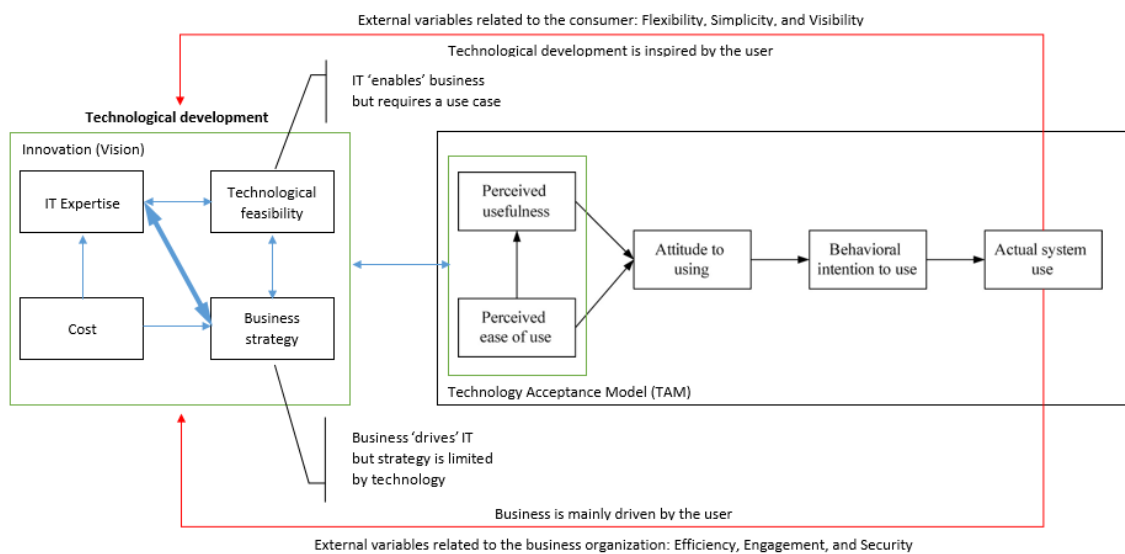 External variables related to the consumer: Flexibility, Simplicity, and Visibility
Technological development is inspired by the user
IT ‘enables’ business
but requires a use case
Technological development
Innovation (Vision)
IT Expertise
Technological
feasibility
Cost
Business
strategy
Perceived
usefulness
Attitude to
using
Behavioral
intention to use
Actual system
use
Perceived
ease of use
Technology Acceptance Model (TAM)
Business ‘drives’ IT
but strategy is limited
by technology
Business is mainly driven by the user
External variables related to the business organization: Efficiency, Engagement, and Security